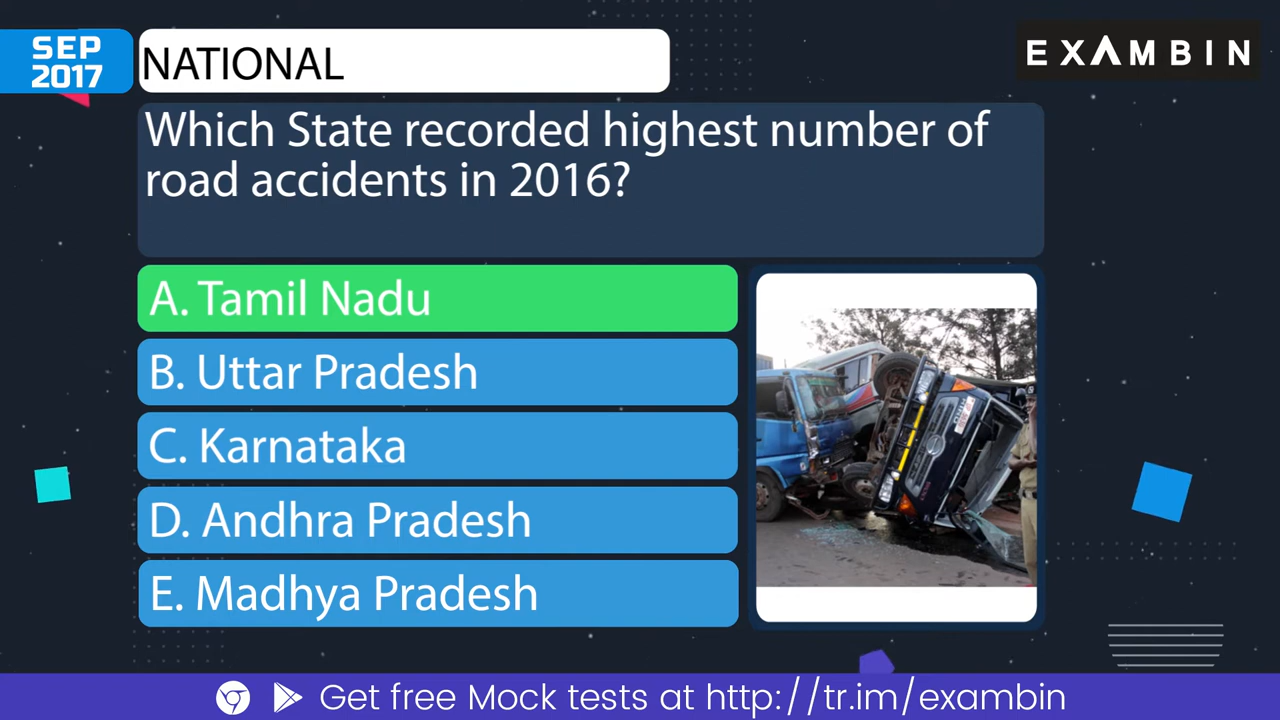 SEP
2017
NATIONAL
EXAMBIN
Which State recorded highest number of
road accidents in 2016?
A. Tamil Nadu
B. Uttar Pradesh
C. Karnataka
D. Andhra Pradesh
E. Madhya Pradesh
Get free Mock tests at http://tr.im/exambin